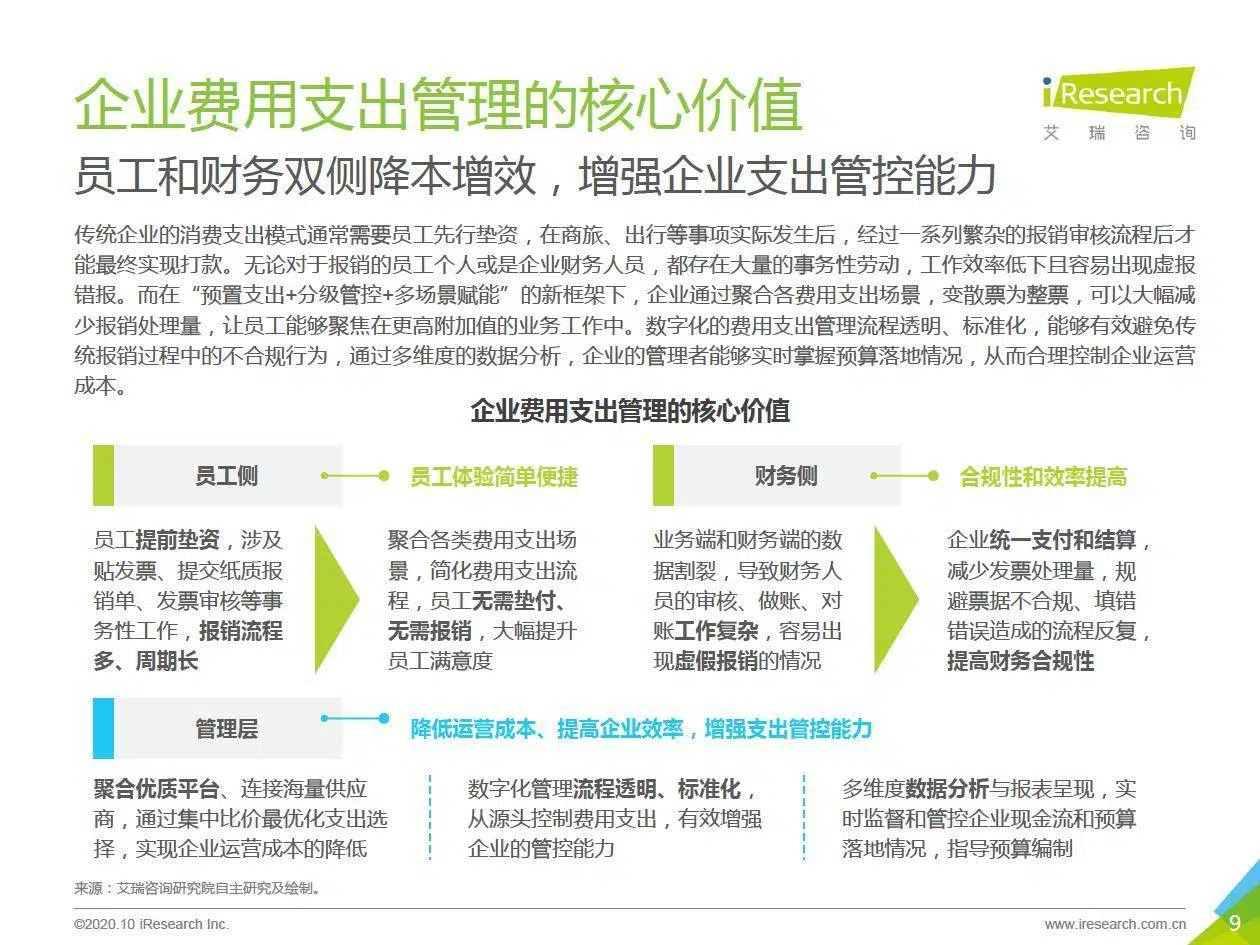 企业费用支出管理的核心价值
iResearch
艾瑞咨询
员工和财务双侧降本增效，增强企业支出管控能力
传统企业的消费支出模式通常需要员工先行垫资，在商旅、出行等事项实际发生后，经过一系列繁杂的报销审核流程后才
能最终实现打款。无论对于报销的员工个人或是企业财务人员，都存在大量的事务性劳动，工作效率低下且容易出现虚报
错报。而在“预置支出+分级管控+多场景赋能”的新框架下，企业通过聚合各费用支出场景，变散票为整票，可以大幅减
少报销处理量，让员工能够聚焦在更高附加值的业务工作中。数字化的费用支出管理流程透明、标准化，能够有效避免传
统报销过程中的不合规行为，通过多维度的数据分析，企业的管理者能够实时掌握预算落地情况，从而合理控制企业运营
成本。
企业费用支出管理的核心价值
员工侧
员工体验简单便捷
员工提前垫资，涉及
贴发票、提交纸质报
销单、发票审核等事
务性工作，报销流程
多、周期长
聚合各类费用支出场
景，简化费用支出流
程，员工无需垫付、
无需报销，大幅提升
员工满意度
财务侧
合规性和效率提高
业务端和财务端的数
据割裂，导致财务人
员的审核、做账、对
账工作复杂，容易出
现虚假报销的情况
企业统一支付和结算，
减少发票处理量，规
避票据不合规、填错
错误造成的流程反复，
提高财务合规性
管理层
降低运营成本、提高企业效率，增强支出管控能力
聚合优质平台、连接海量供应
商，通过集中比价最优化支出选
择，实现企业运营成本的降低
数字化管理流程透明、标准化，
从源头控制费用支出，有效增强
企业的管控能力
多维度数据分析与报表呈现，实
时监督和管控企业现金流和预算
落地情况，指导预算编制
来源：艾瑞咨询研究院自主研究及绘制。
©2020.10 iResearch Inc.
www.iresearch.com.cn
9